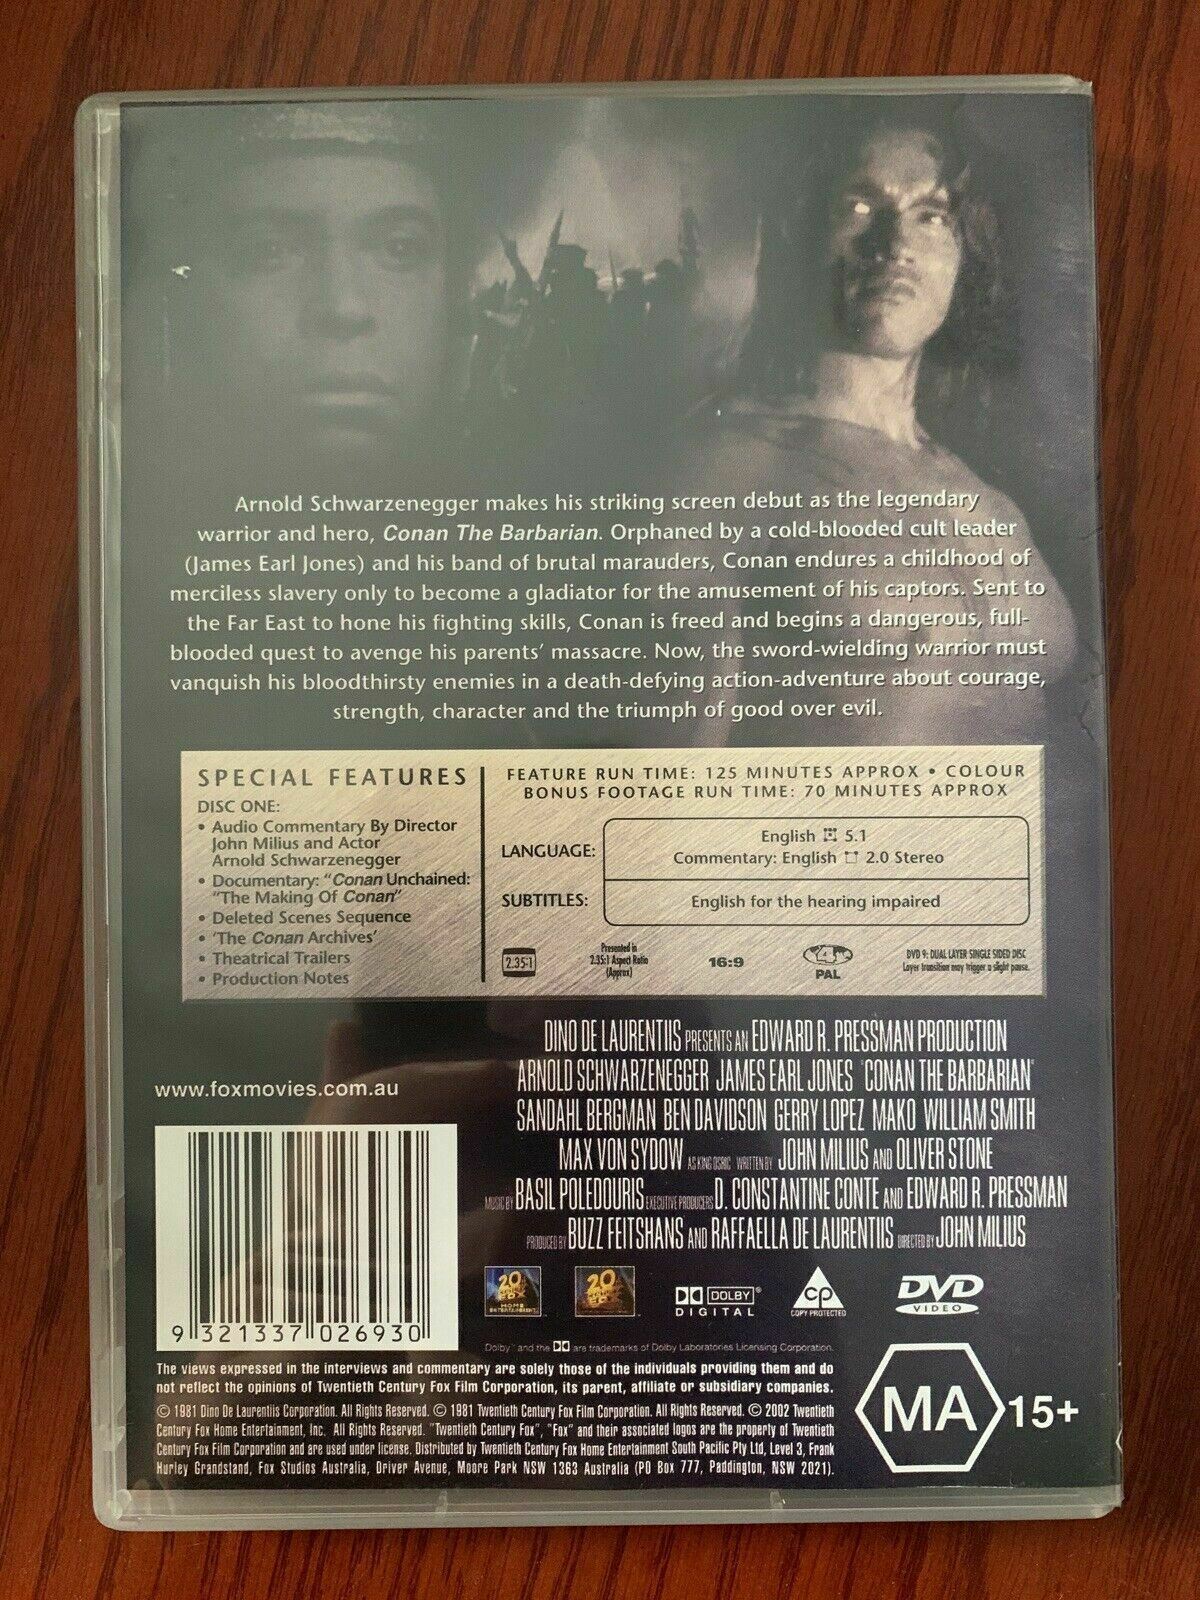 Arnold Schwarzenegger makes his striking screen debut as the legendary
warrior and hero, Conan The Barbarian. Orphaned by a cold-blooded cult leader
(James Earl Jones) and his band of brutal marauders, Conan endures a childhood of
merciless slavery only to become a gladiator for the amusement of his captors. Sent to
the Far East to hone his fighting skills, Conan is freed and begins a dangerous, full-
blooded quest to avenge his parents' massacre. Now, the sword-wielding warrior must
vanquish his bloodthirsty enemies in a death-defying action-adventure about courage,
strength, character and the triumph of good over evil.
SPECIAL FEATURES
DISC ONE:
• Audio Commentary By Director
John Milius and Actor
Arnold Schwarzenegger
• Documentary: "Conan Unchained:
"The Making Of Conan"
• Deleted Scenes Sequence
• 'The Conan Archives'
• Theatrical Trailers
• Production Notes
FEATURE RUN TIME: 125 MINUTES APPROX • COLOUR
BONUS FOOTAGE RUN TIME: 70 MINUTES APPROX
LANGUAGE:
English 5.1
Commentary: English 2.0 Stereo
SUBTITLES:
English for the hearing impaired
2.35:1
Presented in
2.35:1 Aspect Ratio
(Approx)
16:9
4
PAL
DVD 9: DUAL LAYER SINGLE SIDED DISC
Layer transition may trigger a slight pause.
DINO DE LAURENTIIS PRESENTS AN EDWARD R. PRESSMAN PRODUCTION
ARNOLD SCHWARZENEGGER JAMES EARL JONES "CONAN THE BARBARIAN"
SANDAHL BERGMAN BEN DAVIDSON GERRY LOPEZ MAKO WILLIAM SMITH
MAX VON SYDOW AS KING OSRIC WRITTEN BY JOHN MILIUS AND OLIVER STONE
MUSIC BY BASIL POLEDOURIS EXECUTIVE PRODUCERS D. CONSTANTINE CONTE AND EDWARD R. PRESSMAN
PRODUCED BY BUZZ FEITSHANS AND RAFFAELLA DE LAURENTIIS DIRECTED BY JOHN MILIUS
www.foxmovies.com.au
9 321337 026930
20th CENTURY FOX HOME ENTERTAINMENT
20th CENTURY FOX
DOLBY®
DIGITAL
cp
COPY PROTECTED
DVD
VIDEO
Dolby™ and the DD are trademarks of Dolby Laboratories Licensing Corporation.
The views expressed in the interviews and commentary are solely those of the individuals providing them and do
not reflect the opinions of Twentieth Century Fox Film Corporation, its parent, affiliate or subsidiary companies.
© 1981 Dino De Laurentiis Corporation. All Rights Reserved. © 1981 Twentieth Century Fox Film Corporation. All Rights Reserved. © 2002 Twentieth
Century Fox Home Entertainment, Inc. All Rights Reserved. "Twentieth Century Fox", "Fox" and their associated logos are the property of Twentieth
Century Fox Film Corporation and are used under license. Distributed by Twentieth Century Fox Home Entertainment South Pacific Pty Ltd, Level 3, Frank
Hurley Grandstand, Fox Studios Australia, Driver Avenue, Moore Park NSW 1363 Australia (PO Box 777, Paddington, NSW 2021).
MA 15+